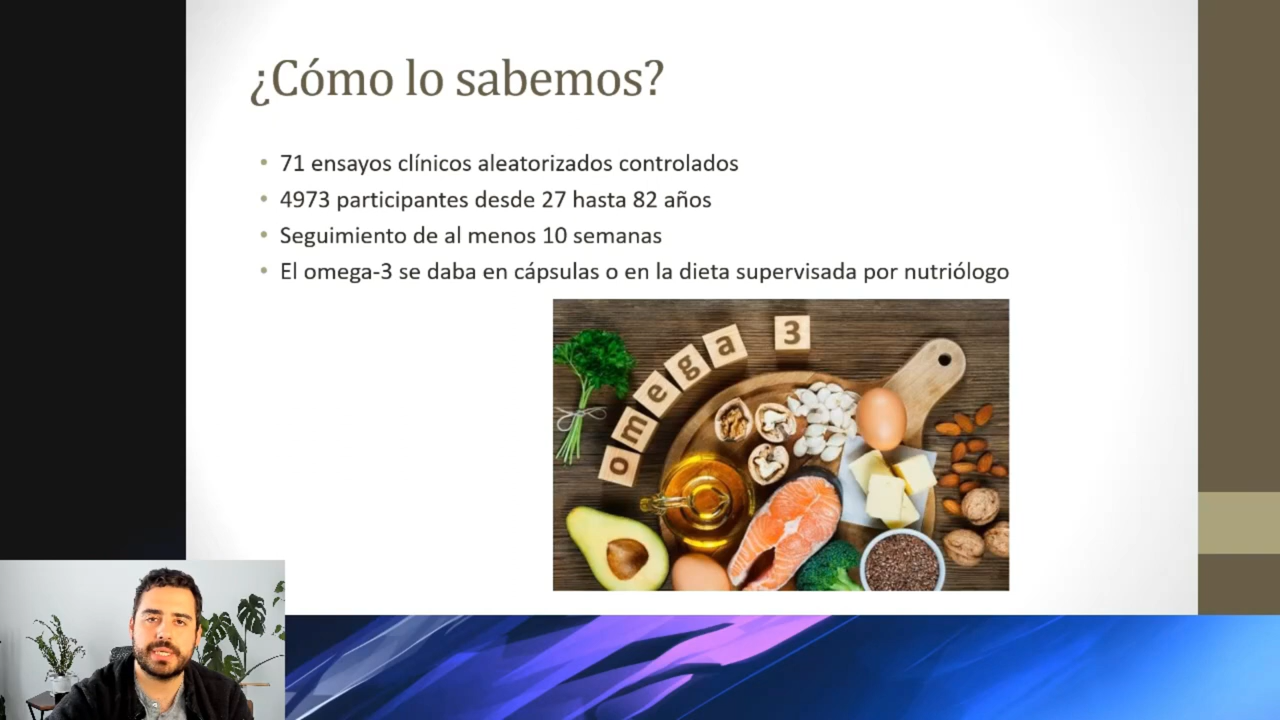 ¿Cómo lo sabemos?
• 71 ensayos clínicos aleatorizados controlados
• 4973 participantes desde 27 hasta 82 años
• Seguimiento de al menos 10 semanas
• El omega-3 se daba en cápsulas o en la dieta supervisada por nutriólogo
omega 3